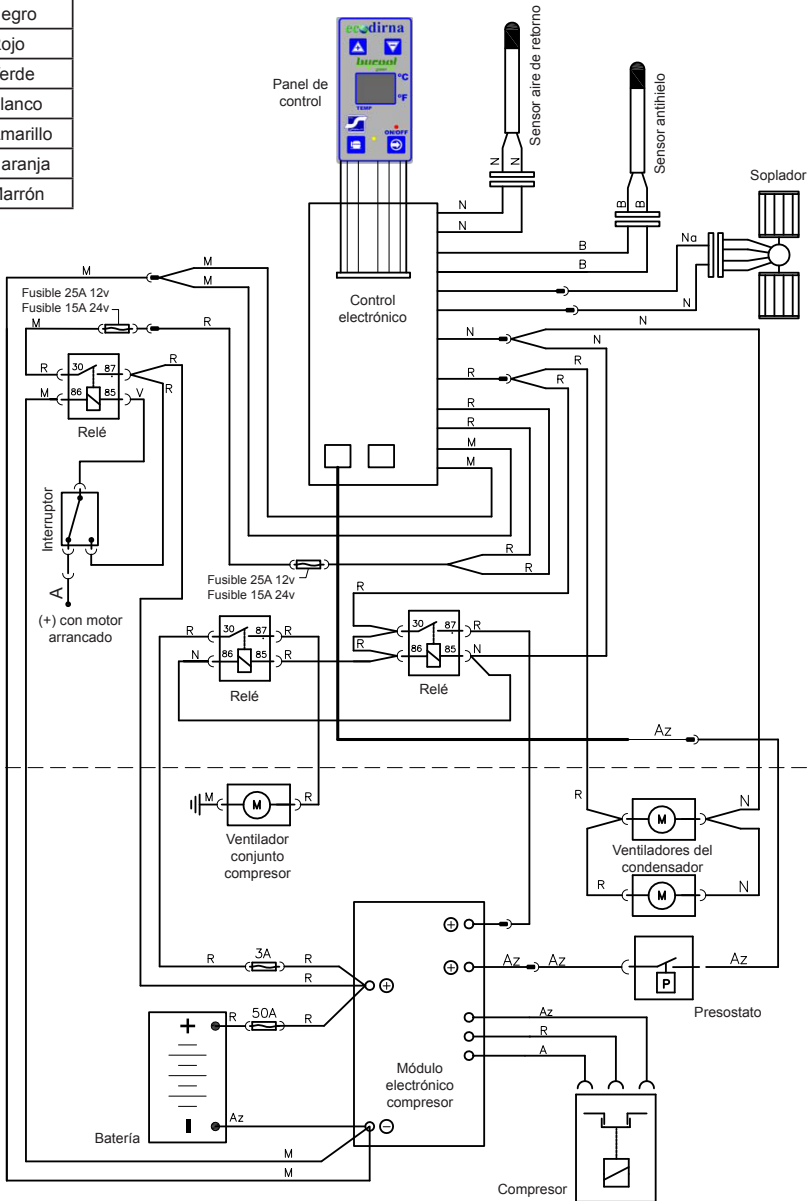 egro
ojo
erde
lanco
marillo
aranja
Marrón
Panel de
control
ecodirna
bycool
green
°C
°F
TEMP
ON/OFF
Sensor aire de retorno
N
N
Sensor antihielo
B
B
Soplador
N
N
B
B
Na
N
Control
electrónico
M
M
M
Fusible 25A 12v
Fusible 15A 24v
M
R
R
30
87
R
R
M
86
85
V
Relé
Interruptor
A
(+) con motor
arrancado
N
N
N
R
R
R
R
R
M
M
R
R
Fusible 25A 12v
Fusible 15A 24v
R
30
87
R
N
86
85
R
Relé
R
R
30
87
R
86
85
N
Relé
Az
M
M
R
Ventilador
conjunto
compresor
R
M
N
Ventiladores del
condensador
R
M
N
R
3A
R
R
R
50A
R
+
+
+
Az
Az
Az
P
Presostato
Az
R
A
Módulo
electrónico
compresor
+
-
Az
-
Batería
M
M
Compresor